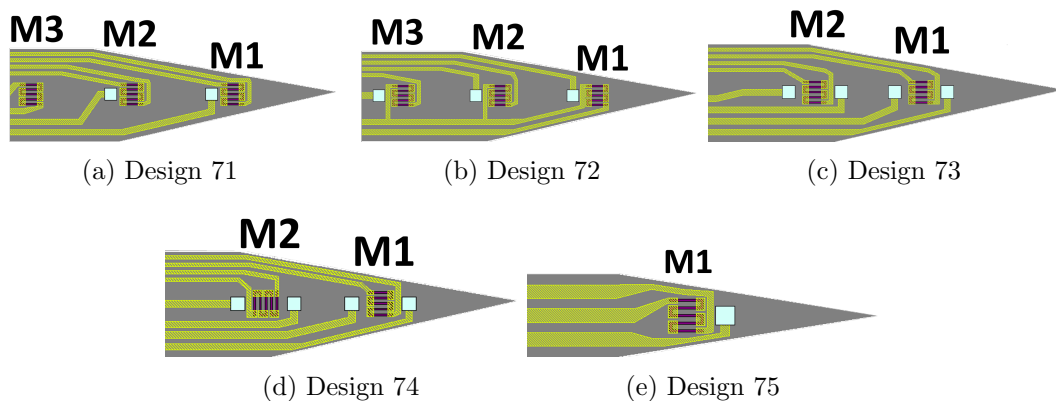 M3 M2 M1
M3 M2 M1
M2 M1
(a) Design 71
(b) Design 72
(c) Design 73
M2 M1
M1
(d) Design 74
(e) Design 75